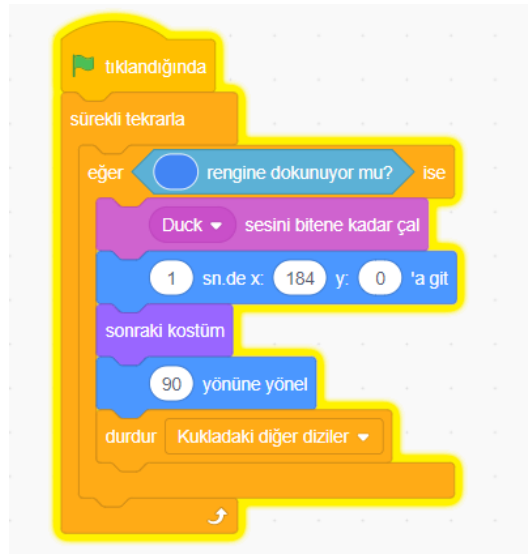 tıklandığında
sürekli tekrarla
eğer rengine dokunuyor mu? ise
Duck sesini bitene kadar çal
1 sn.de x: 184 y: 0 'a git
sonraki kostüm
90 yönüne yönel
durdur Kukladaki diğer diziler